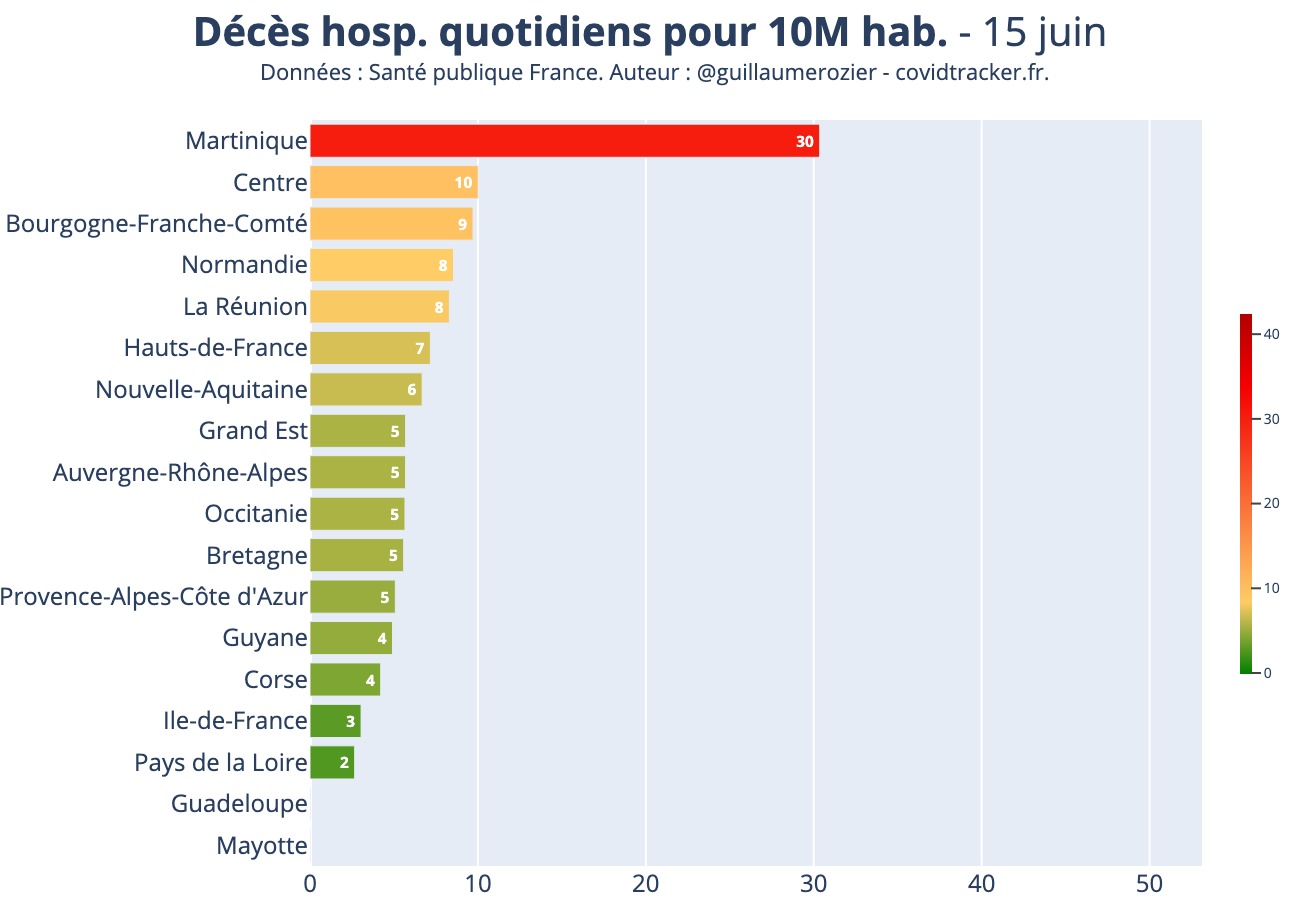 Décès hosp. quotidiens pour 10M hab. - 15 juin
Données : Santé publique France. Auteur : @guillaumerozier - covidtracker.fr.
Martinique 30
Centre 10
Bourgogne-Franche-Comté 9
Normandie 8
La Réunion 8
Hauts-de-France 7
Nouvelle-Aquitaine 6
Grand Est 5
Auvergne-Rhône-Alpes 5
Occitanie 5
Bretagne 5
Provence-Alpes-Côte d'Azur 5
Guyane 4
Corse 4
Ile-de-France 3
Pays de la Loire 2
Guadeloupe
Mayotte
0 10 20 30 40 50
40
30
20
10
0